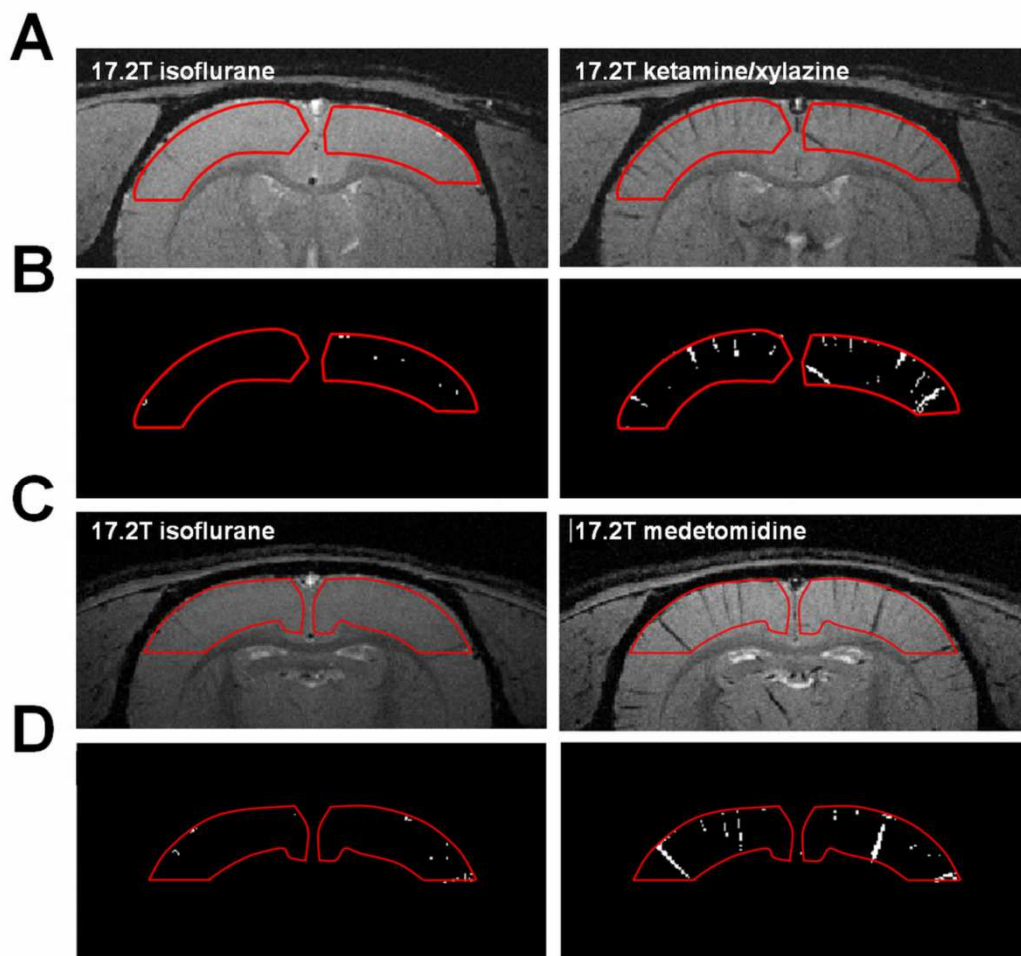 A
17.2T isoflurane
17.2T ketamine/xylazine
B
C
17.2T isoflurane
17.2T medetomidine
D